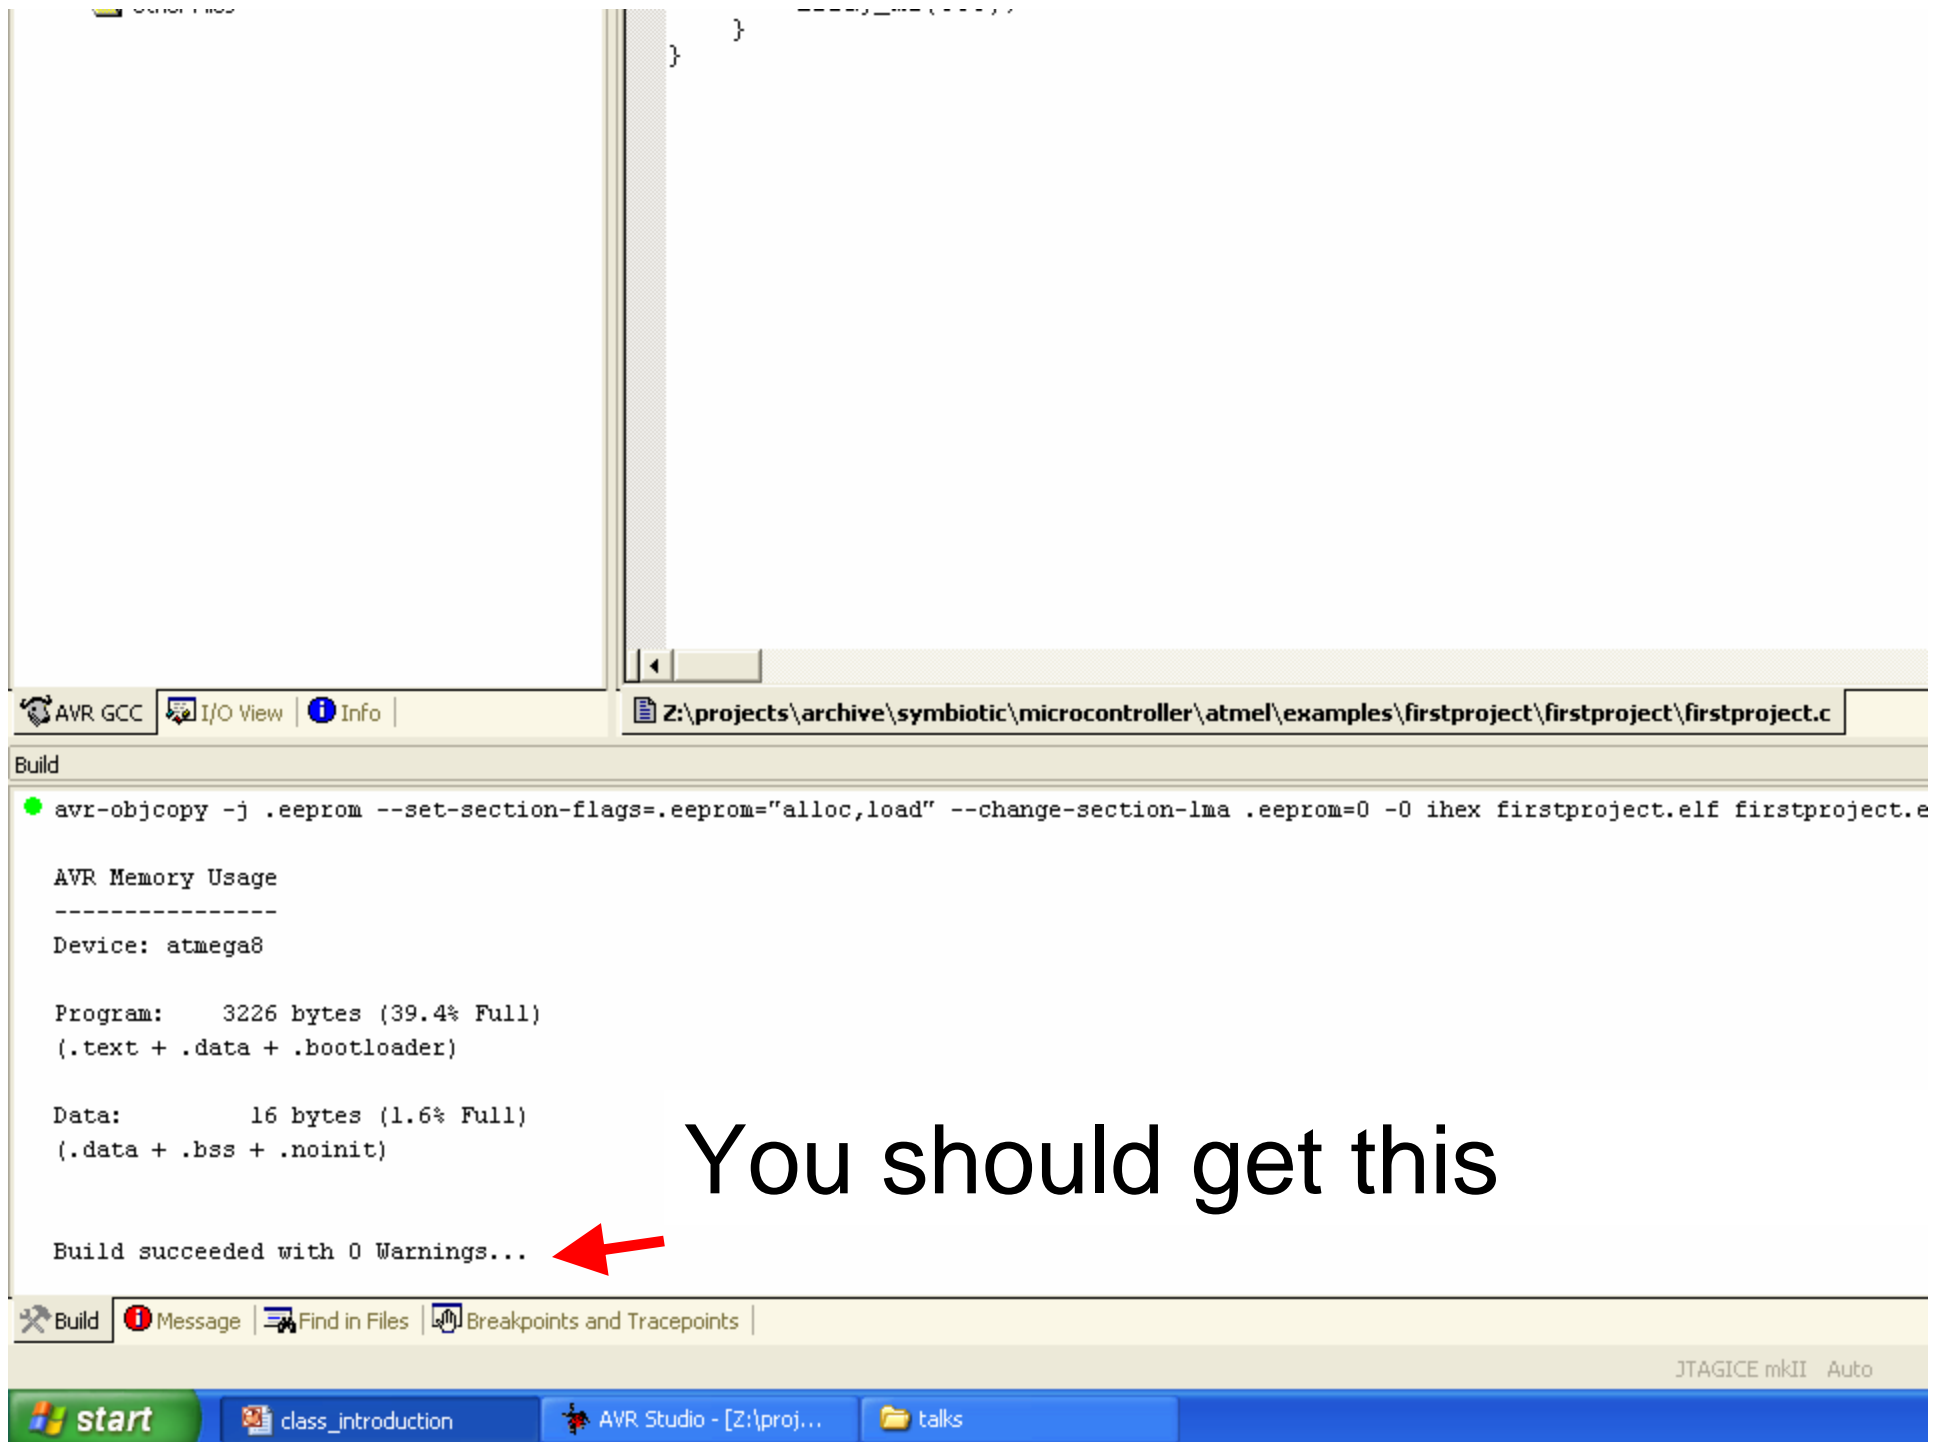 }
}
AVR GCC
I/O View
Info
Z:\projects\archive\symbiotic\microcontroller\atmel\examples\firstproject\firstproject\firstproject.c
Build
avr-objcopy -j .eeprom --set-section-flags=.eeprom="alloc,load" --change-section-lma .eeprom=0 -O ihex firstproject.elf firstproject.e
AVR Memory Usage
----------------
Device: atmega8
Program:    3226 bytes (39.4% Full)
(.text + .data + .bootloader)
Data:         16 bytes (1.6% Full)
(.data + .bss + .noinit)
You should get this
Build succeeded with 0 Warnings...
Build
Message
Find in Files
Breakpoints and Tracepoints
JTAGICE mkII
Auto
start
class_introduction
AVR Studio - [Z:\proj...
talks